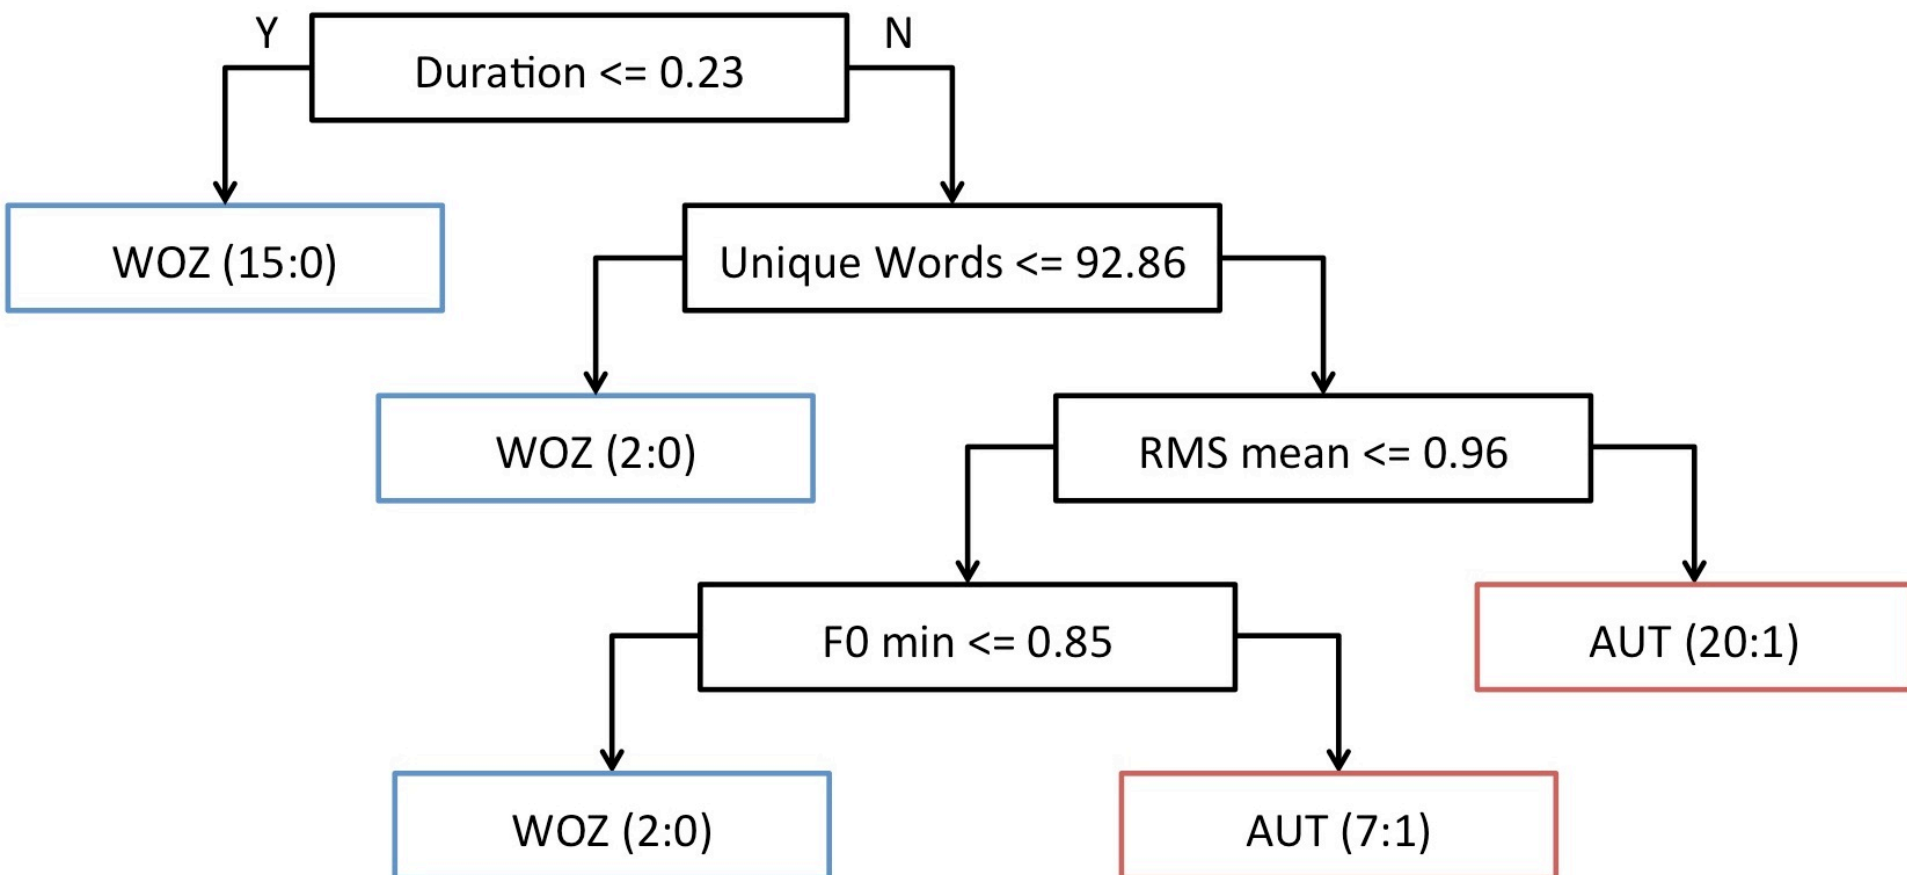 Y
N
Duration <= 0.23
WOZ (15:0)
Unique Words <= 92.86
WOZ (2:0)
RMS mean <= 0.96
F0 min <= 0.85
AUT (20:1)
WOZ (2:0)
AUT (7:1)